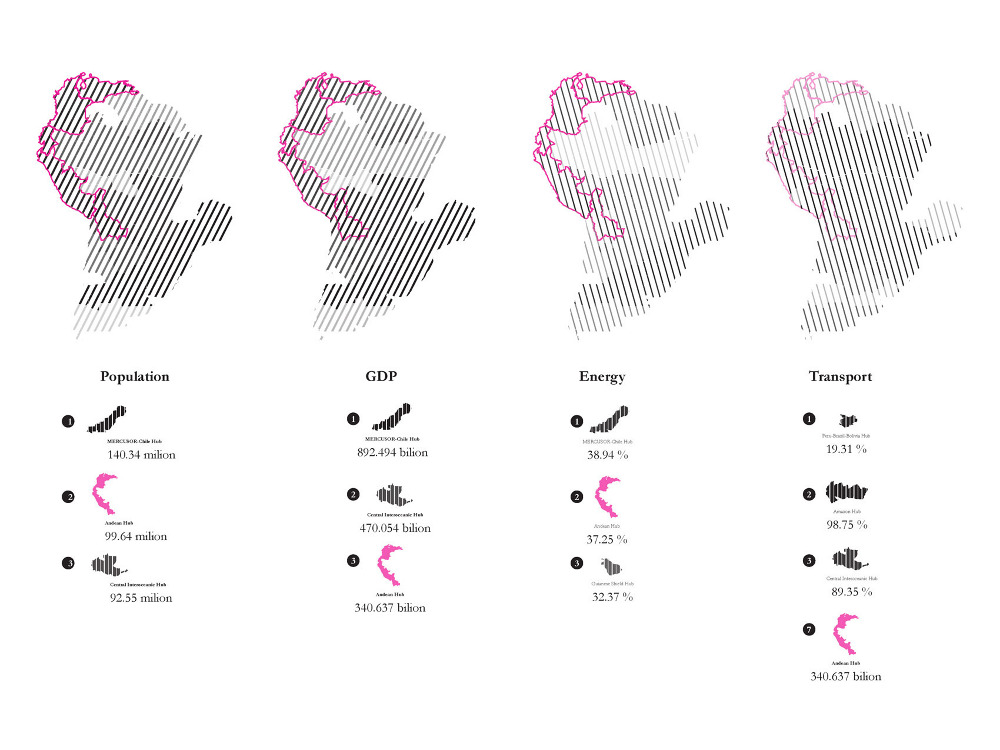 Population
1
MERCUSOR-Chile Hub
140.34 milion
2
Andean Hub
99.64 milion
3
Central Interoceanic Hub
92.55 milion
GDP
1
MERCUSOR-Chile Hub
892.494 bilion
2
Central Interoceanic Hub
470.054 bilion
3
Andean Hub
340.637 bilion
Energy
1
MERCUSOR-Chile Hub
38.94 %
2
Andean Hub
37.25 %
3
Guianese Shield Hub
32.37 %
Transport
1
Peru-Brazil-Bolivia Hub
19.31 %
2
Amazon Hub
98.75 %
3
Central Interoceanic Hub
89.35 %
7
Andean Hub
340.637 bilion